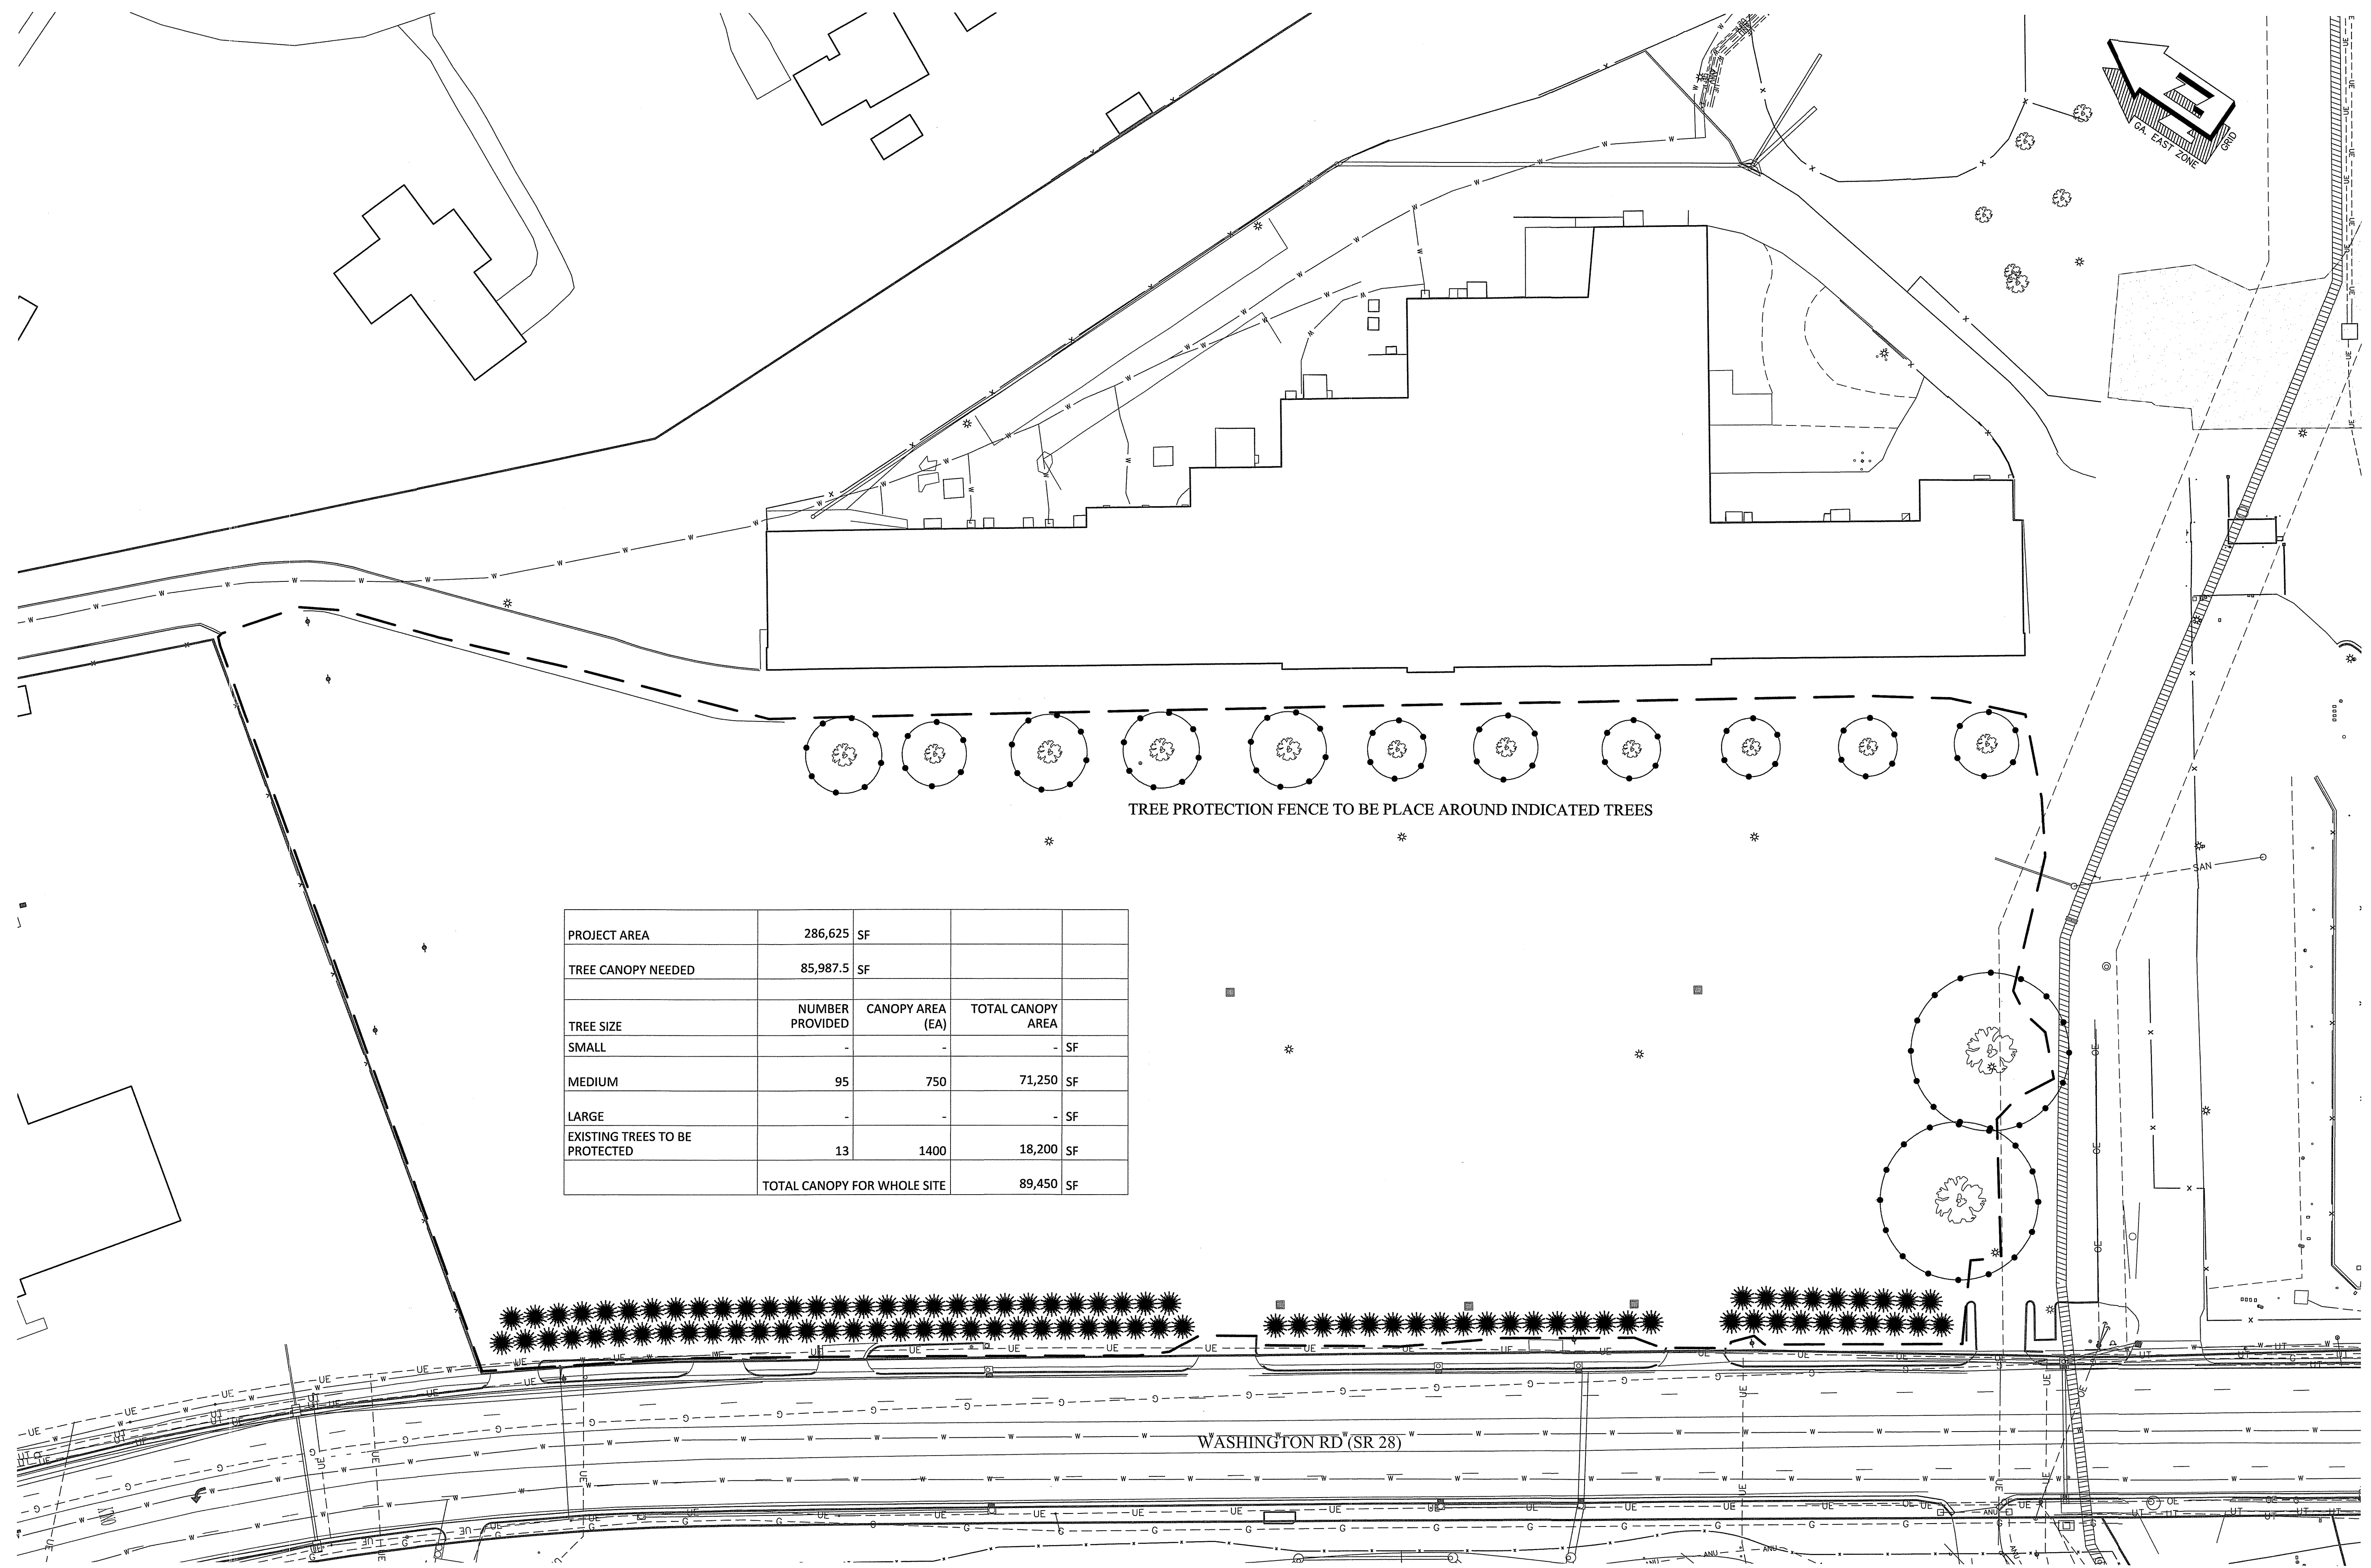 GA. EAST ZONE
GRID
TREE PROTECTION FENCE TO BE PLACE AROUND INDICATED TREES
SAN
PROJECT AREA 286,625 SF
TREE CANOPY NEEDED 85,987.5 SF
TREE SIZE NUMBER PROVIDED CANOPY AREA (EA) TOTAL CANOPY AREA
SMALL - - - SF
MEDIUM 95 750 71,250 SF
LARGE - - - SF
EXISTING TREES TO BE PROTECTED 13 1400 18,200 SF
TOTAL CANOPY FOR WHOLE SITE 89,450 SF
WASHINGTON RD (SR 28)